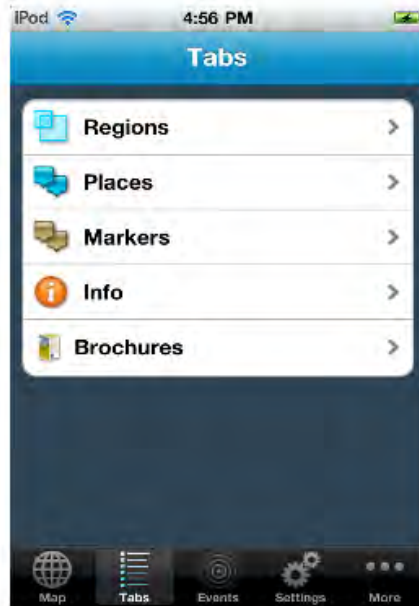 iPod 4:56 PM
Tabs
Regions
Places
Markers
Info
Brochures
Map Tabs Events Settings More